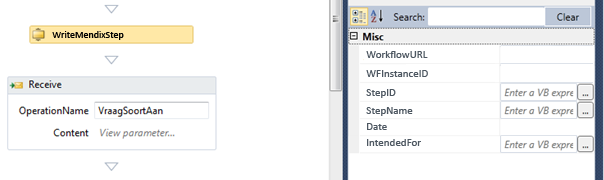 WriteMendixStep
Receive
OperationName VraagSoortAan
Content View parameter...
Search: Clear
Misc
WorkflowURL
WFInstanceID
StepID Enter a VB expre ...
StepName Enter a VB expre ...
Date
IntendedFor Enter a VB expre ...